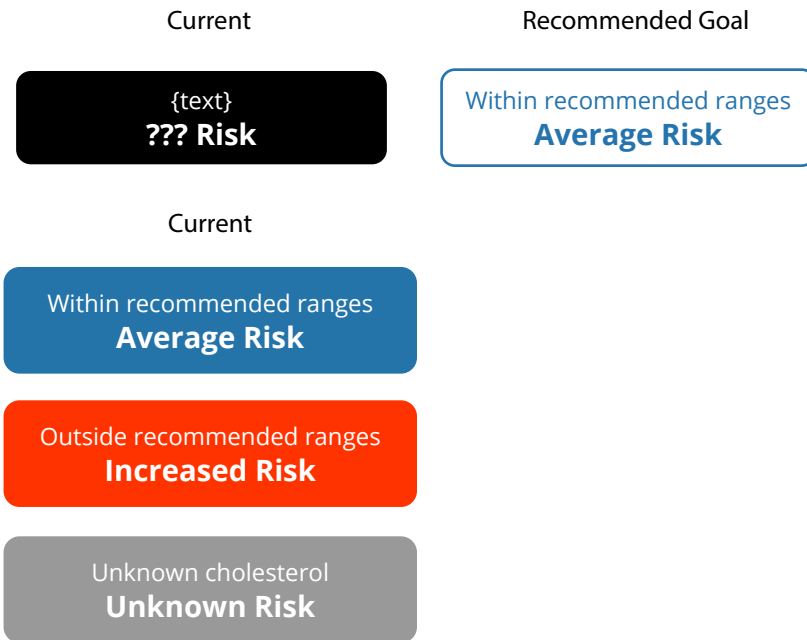 Current
Recommended Goal
{text}
??? Risk
Within recommended ranges
Average Risk
Current
Within recommended ranges
Average Risk
Outside recommended ranges
Increased Risk
Unknown cholesterol
Unknown Risk